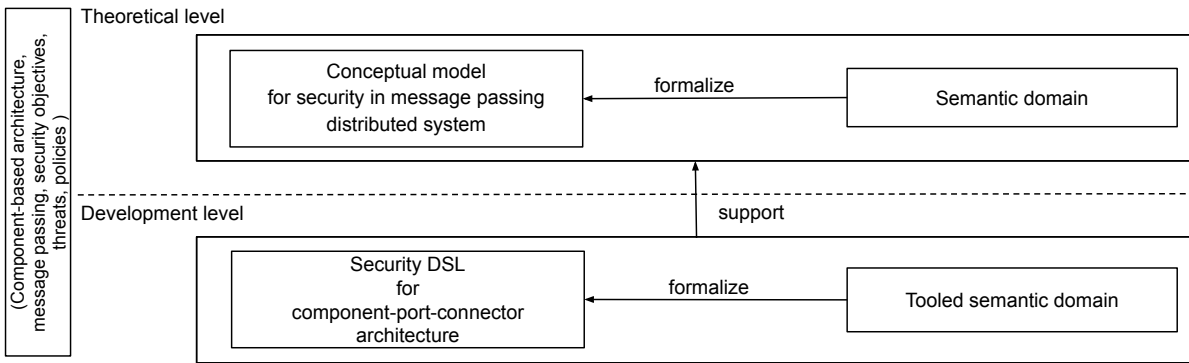 (Component-based architecture,
message passing, security objectives,
threats, policies )
Theoretical level
Conceptual model
for security in message passing
distributed system
formalize
Semantic domain
support
Development level
Security DSL
for
component-port-connector
architecture
formalize
Tooled semantic domain